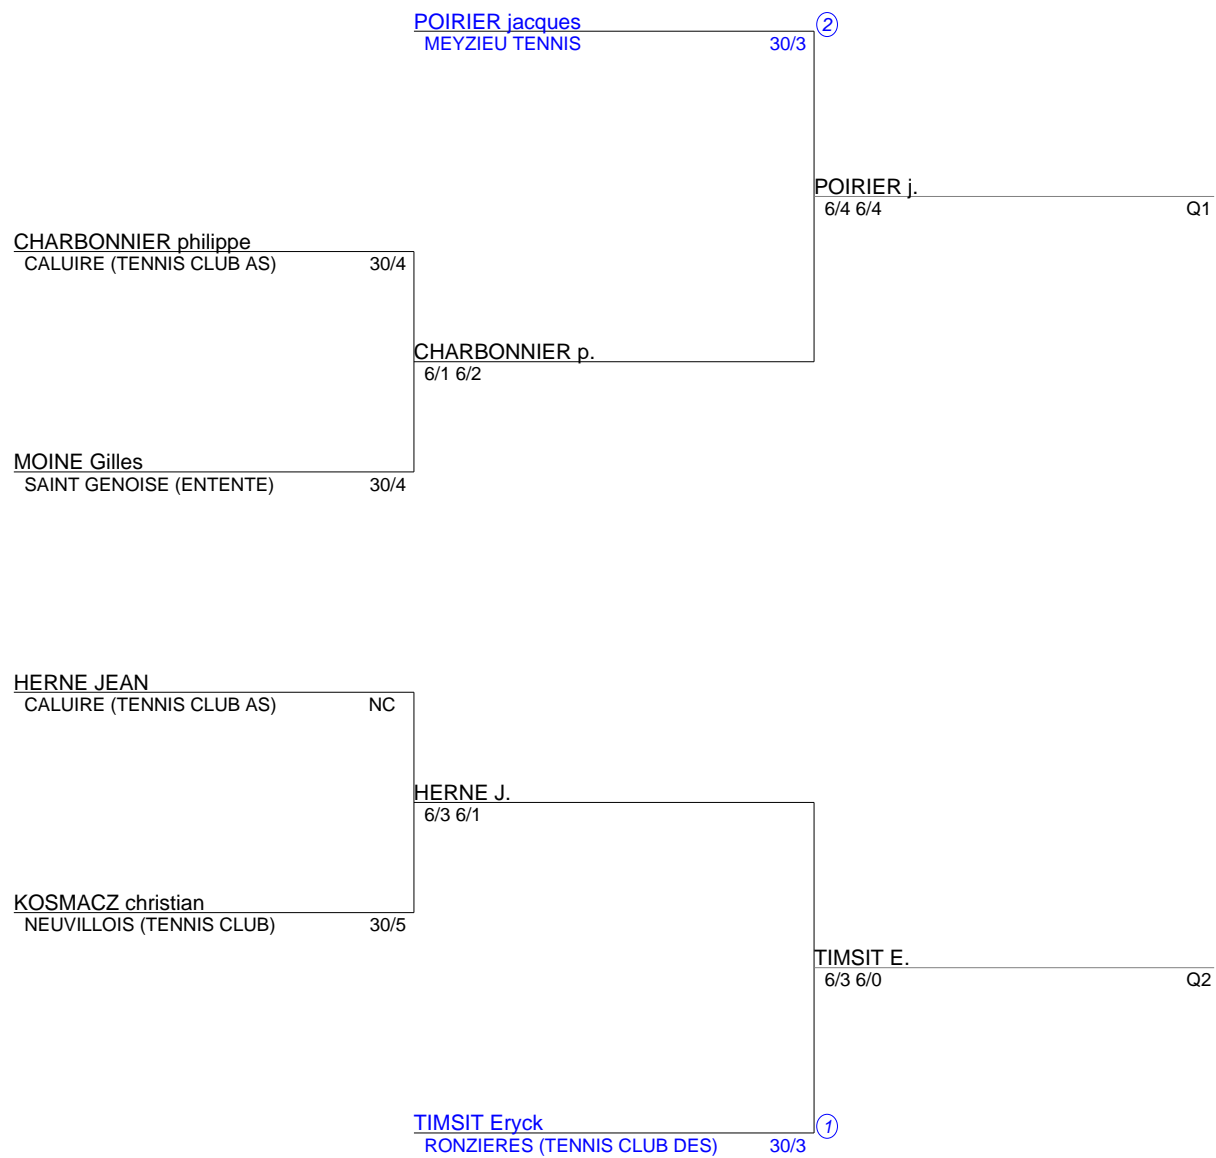 POIRIER jacques 2
MEYZIEU TENNIS 30/3
POIRIER j.
6/4 6/4 Q1
CHARBONNIER philippe
CALUIRE (TENNIS CLUB AS) 30/4
CHARBONNIER p.
6/1 6/2
MOINE Gilles
SAINT GENOISE (ENTENTE) 30/4
HERNE JEAN
CALUIRE (TENNIS CLUB AS) NC
HERNE J.
6/3 6/1
KOSMACZ christian
NEUVILLOIS (TENNIS CLUB) 30/5
TIMSIT E.
6/3 6/0 Q2
TIMSIT Eryck 1
RONZIERES (TENNIS CLUB DES) 30/3